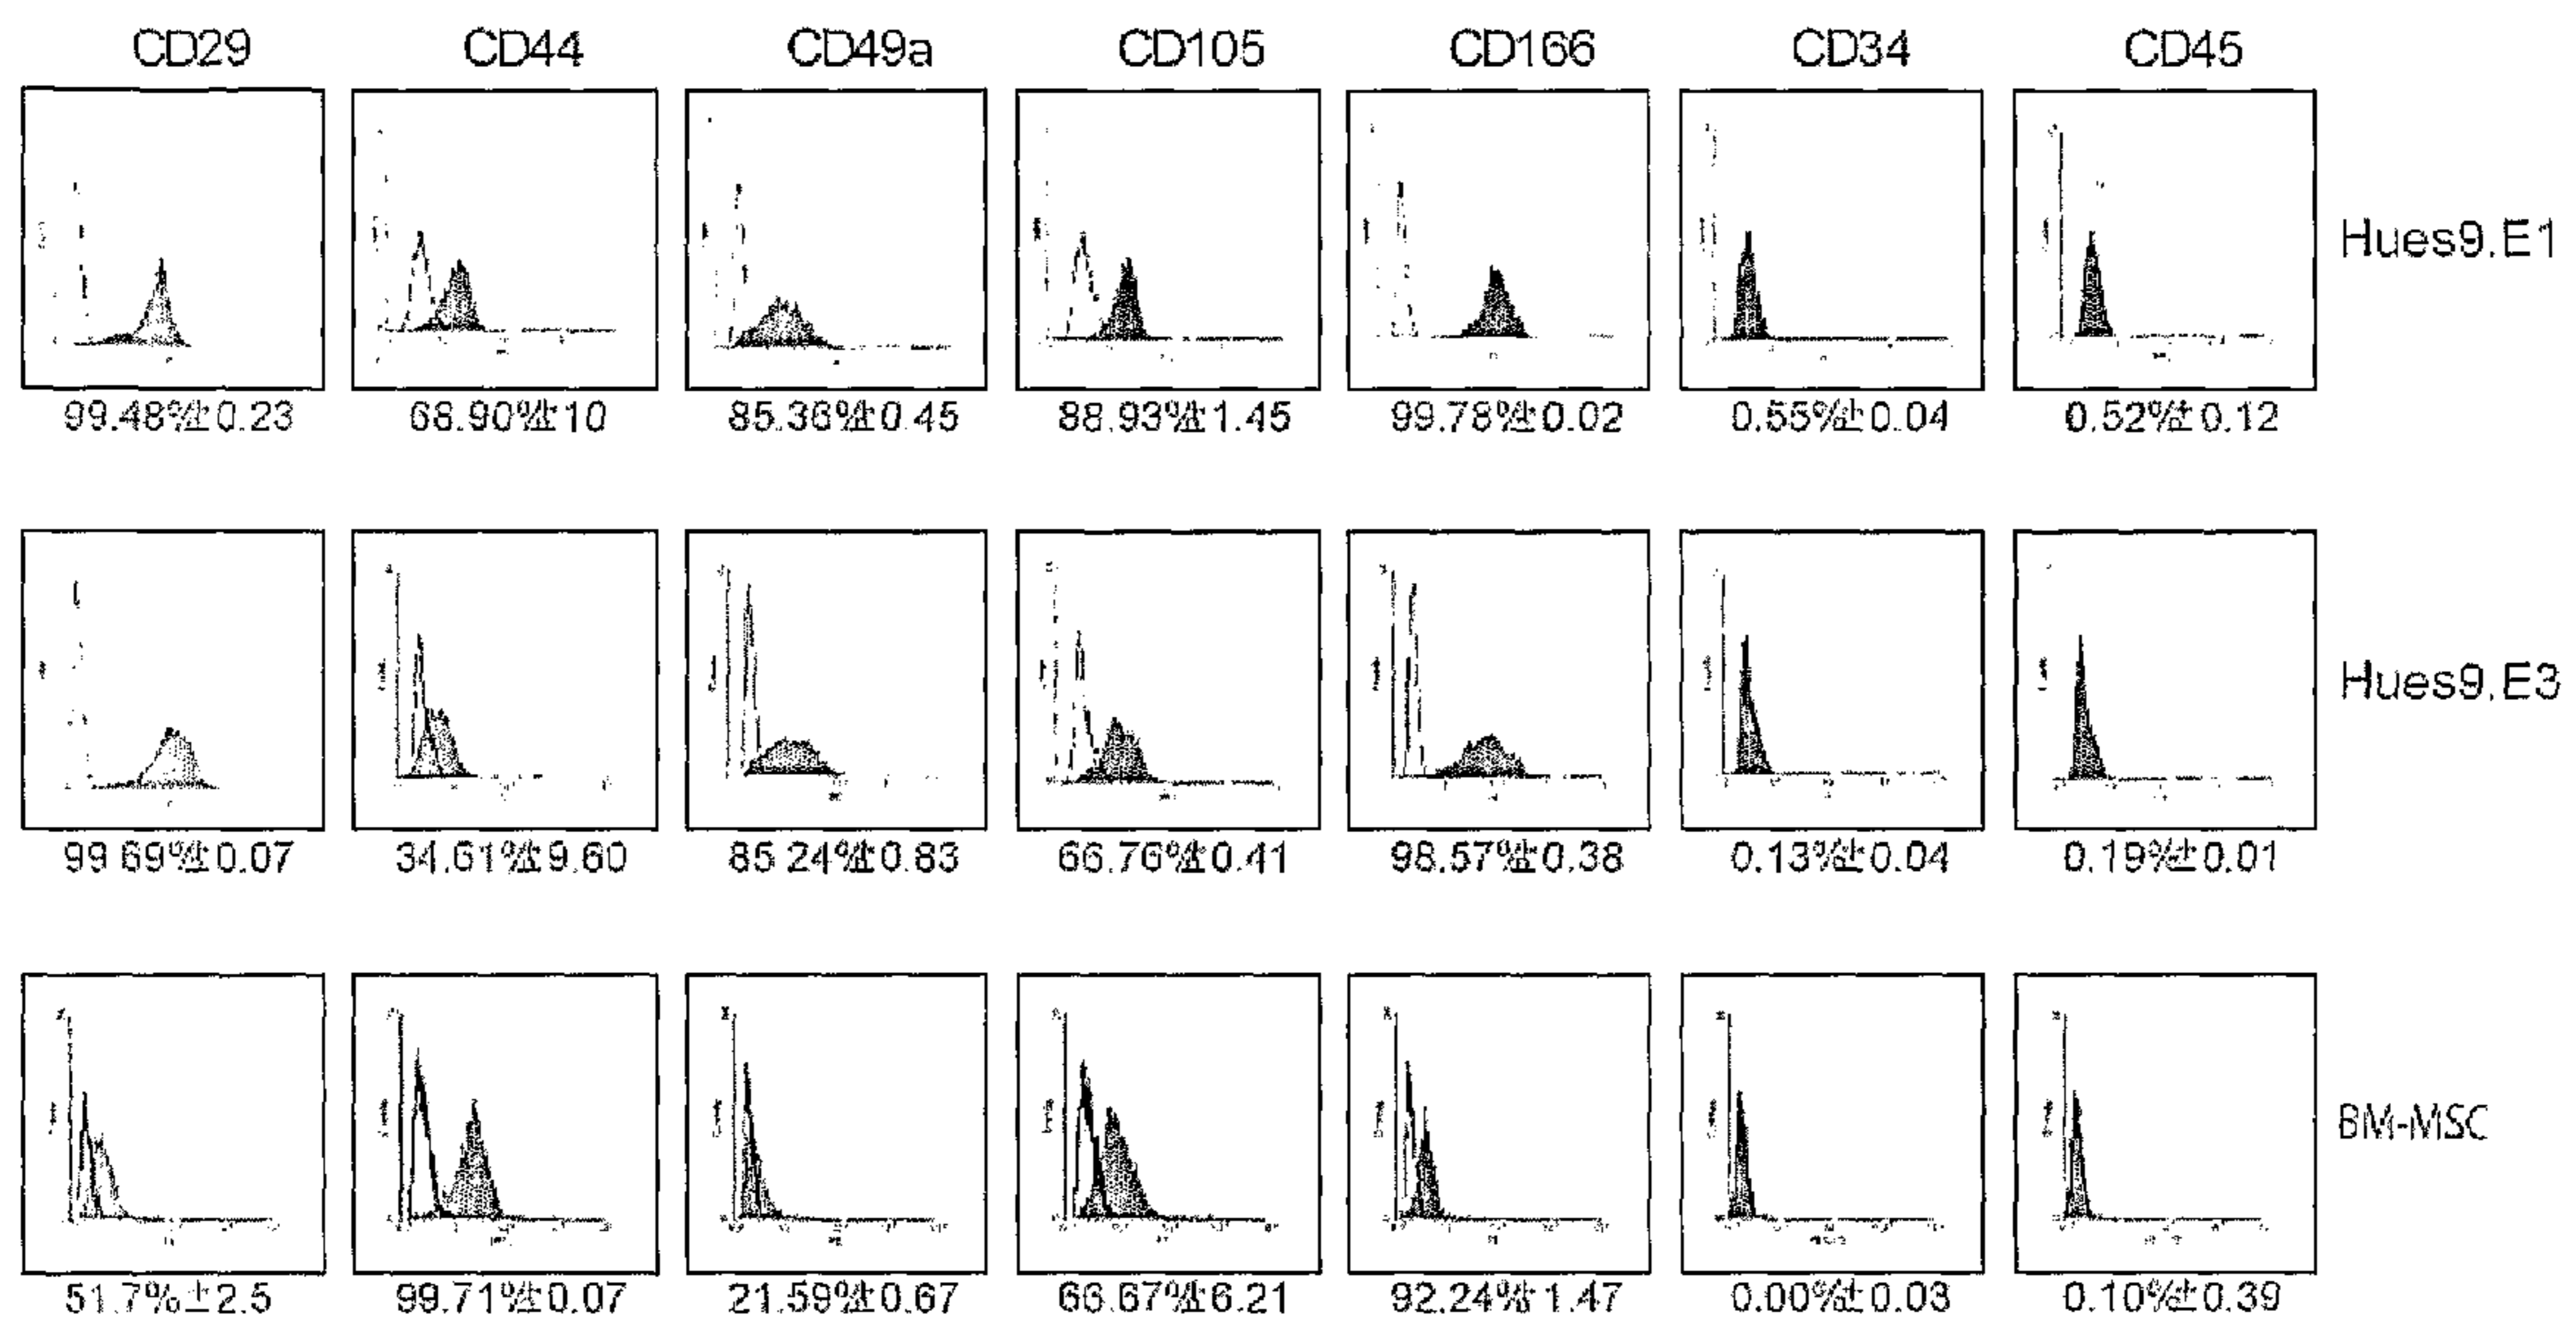 CD29 CD44 CD49a CD105 CD166 CD34 CD45
Hues9.E1
99.48%±0.23 68.90%±10 85.36%±0.45 88.93%±1.45 99.78%±0.02 0.55%±0.04 0.52%±0.12
Hues9.E3
99.69%±0.07 34.61%±9.60 85.24%±0.83 66.76%±0.41 98.57%±0.38 0.13%±0.04 0.19%±0.01
BM-MSC
51.7%±2.5 99.71%±0.07 21.59%±0.67 66.67%±6.21 92.24%±1.47 0.00%±0.03 0.10%±0.39